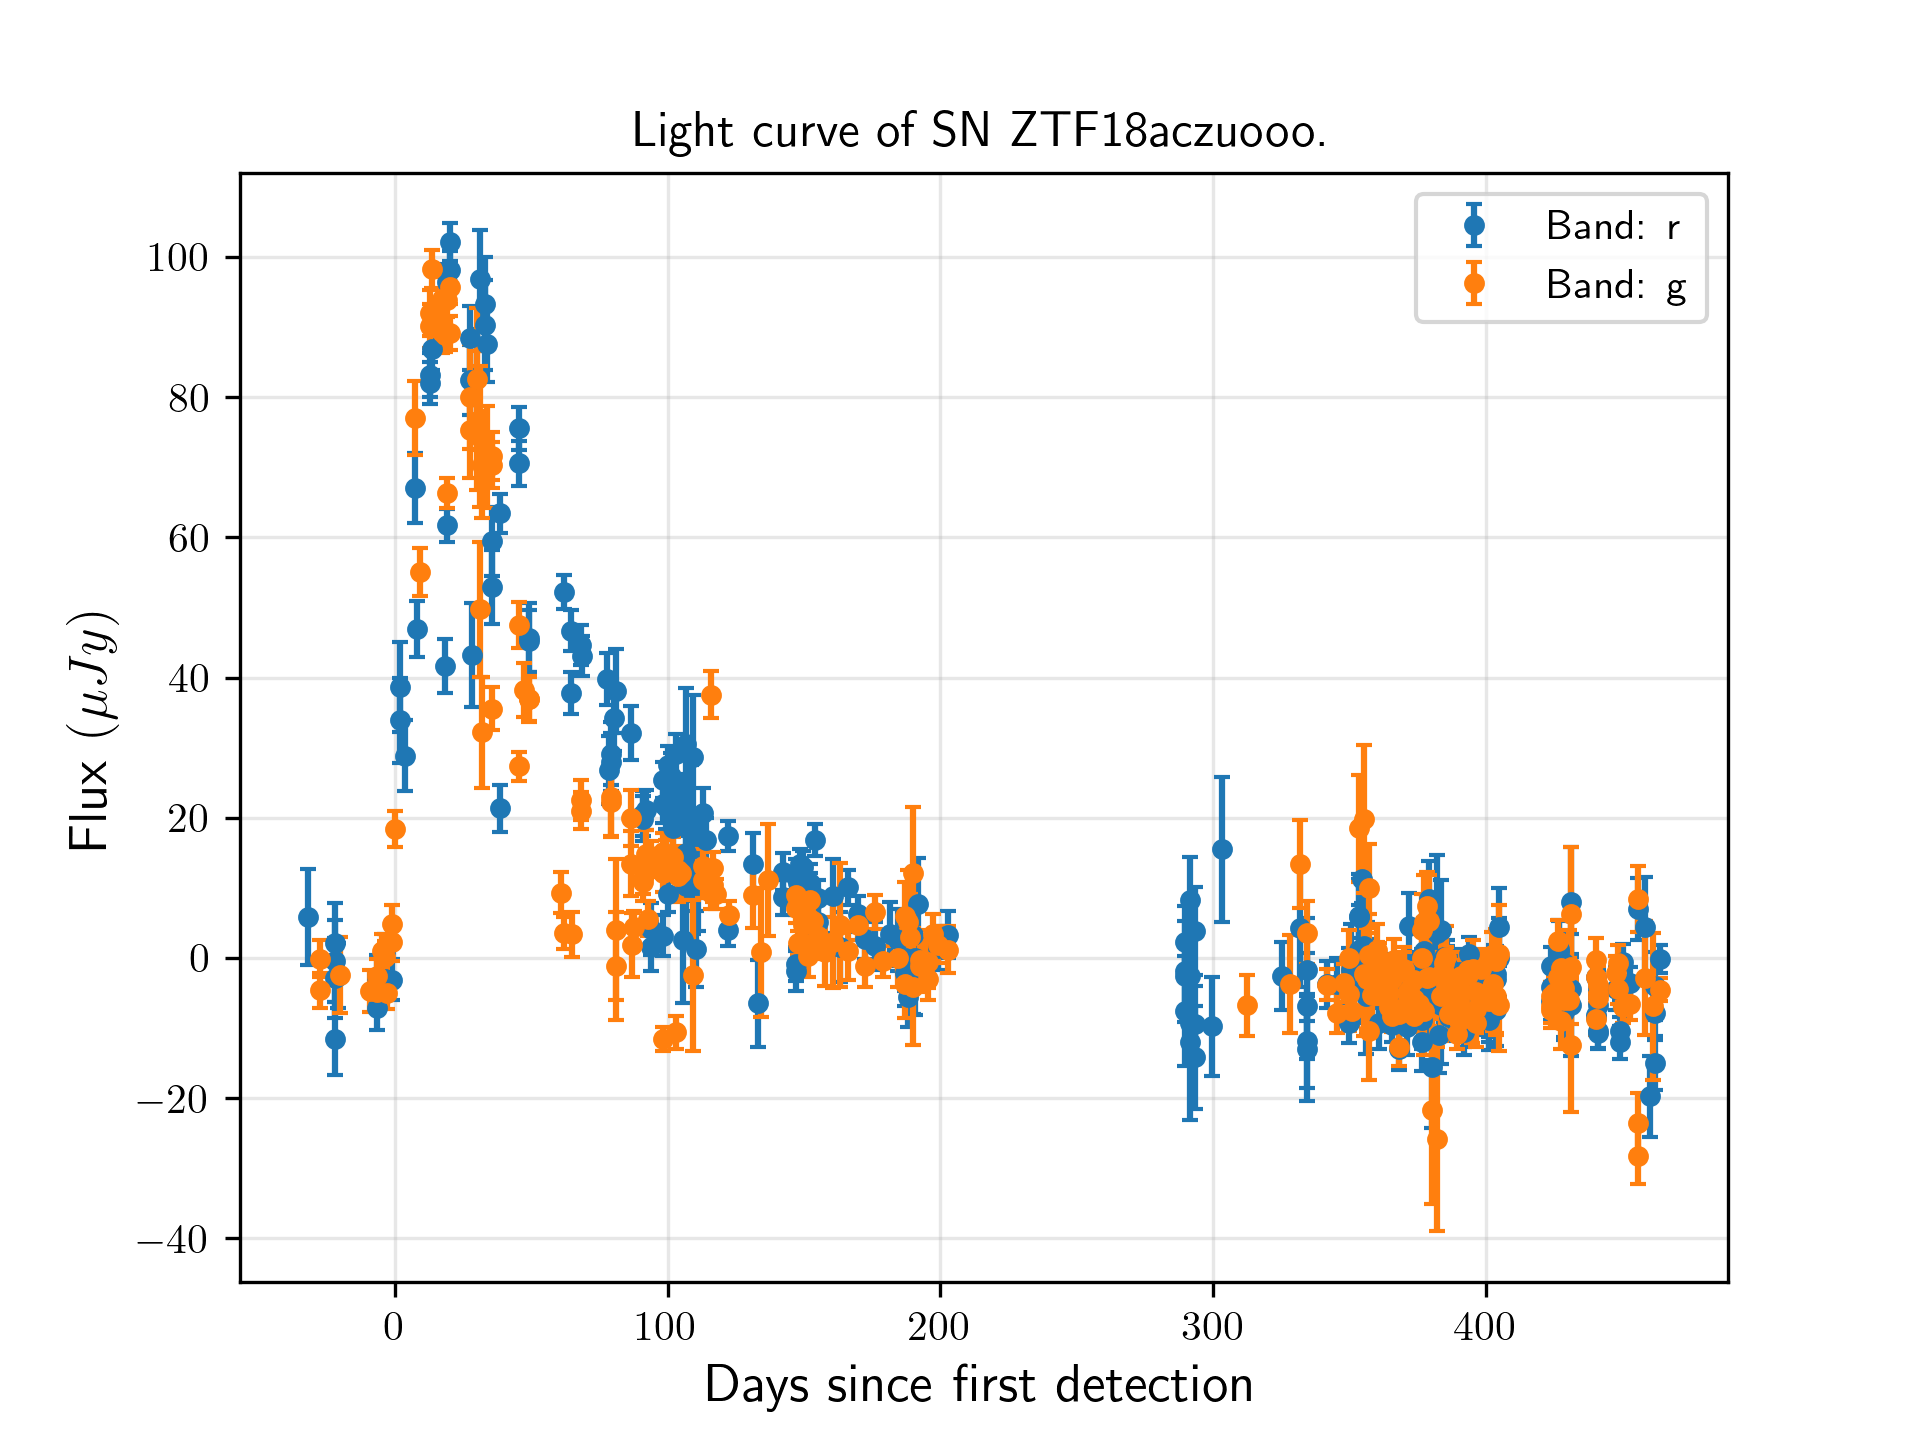 Light curve of SN ZTF18aczuooo.
Band: r
Band: g
100
80
60
40
20
0
−20
−40
Flux (μJy)
0 100 200 300 400
Days since first detection